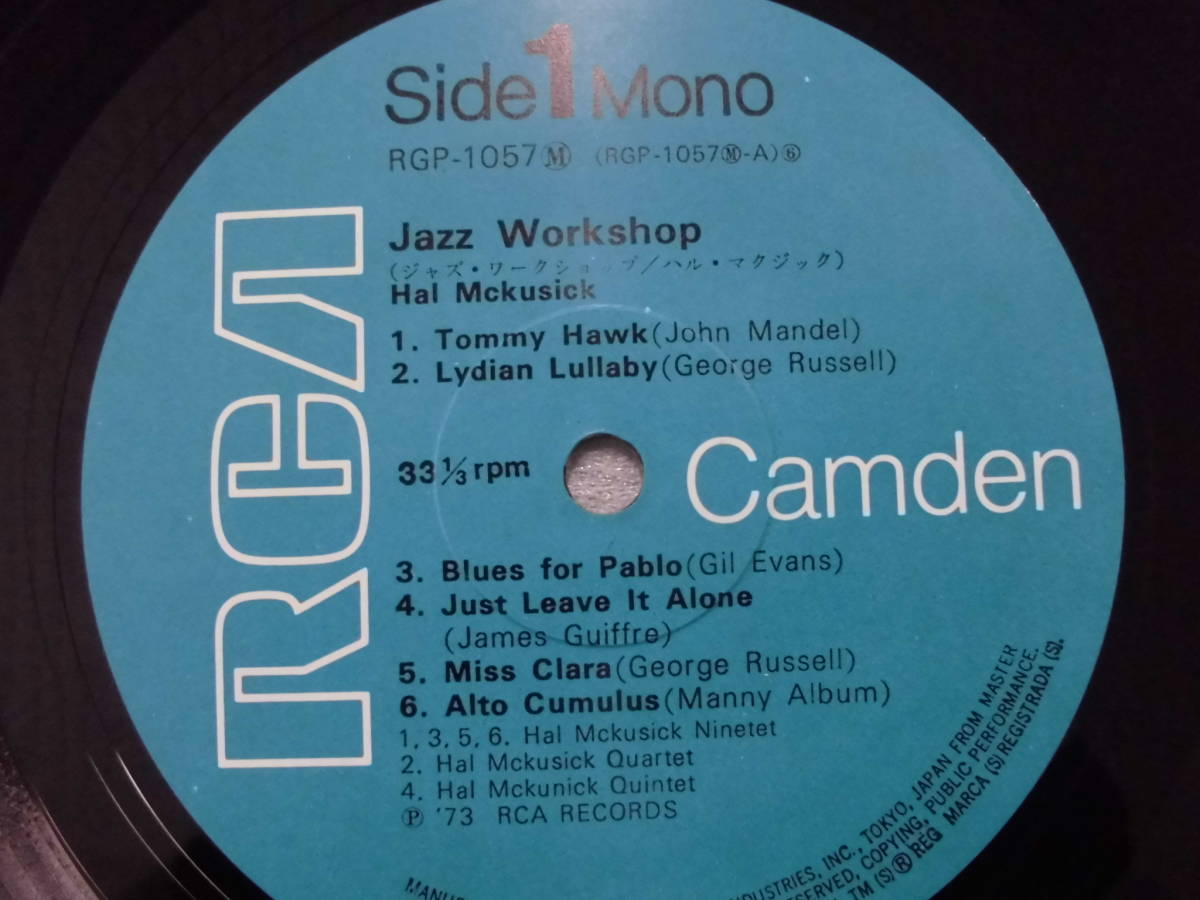 Side 1 Mono
RGP-1057Ⓜ (RGP-1057Ⓜ-A)⑥
Jazz Workshop
(ジャズ・ワークショップ/ハル・マクジック)
Hal Mckusick
1. Tommy Hawk (John Mandel)
2. Lydian Lullaby (George Russell)
33 1/3 rpm
Camden
RCA
3. Blues for Pablo (Gil Evans)
4. Just Leave It Alone
(James Guiffre)
5. Miss Clara (George Russell)
6. Alto Cumulus (Manny Album)
1, 3, 5, 6. Hal Mckusick Ninetet
2. Hal Mckusick Quartet
4. Hal Mckunick Quintet
Ⓟ '73 RCA RECORDS
INDUSTRIES, INC., TOKYO, JAPAN FROM MASTER
COPYING, PUBLIC PERFORMANCE,
TM (S) ® REG MARCA (S) REGISTRADA (S).